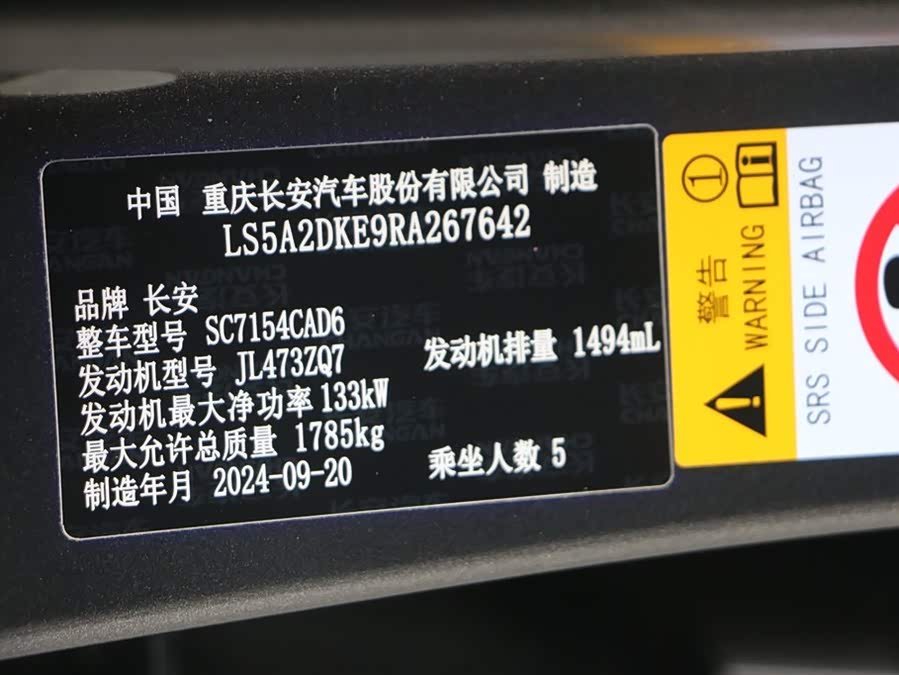 中国 重庆长安汽车股份有限公司 制造
LS5A2DKE9RA267642
品牌 长安
整车型号 SC7154CAD6
发动机型号 JL473ZQ7
发动机排量 1494mL
发动机最大净功率 133kW
最大允许总质量 1785kg
乘坐人数 5
制造年月 2024-09-20
①
i
警告
WARNING
!
SRS SIDE AIRBAG